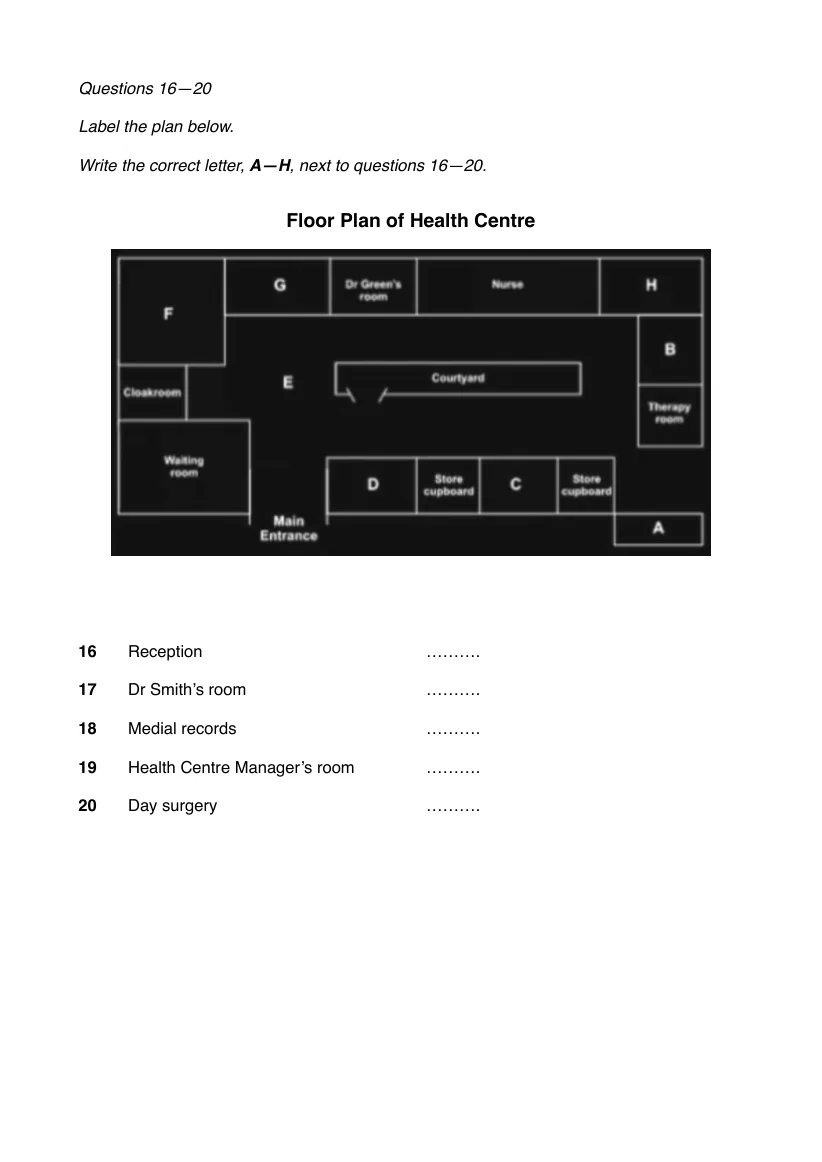 Questions 16—20
Label the plan below.
Write the correct letter, A—H, next to questions 16—20.
Floor Plan of Health Centre
F
G
Dr Green's
room
Nurse
H
B
E
Courtyard
Cloakroom
Therapy
room
Waiting
room
D
Store
cupboard
C
Store
cupboard
Main
Entrance
A
16 Reception ..........
17 Dr Smith's room ..........
18 Medial records ..........
19 Health Centre Manager's room ..........
20 Day surgery ..........